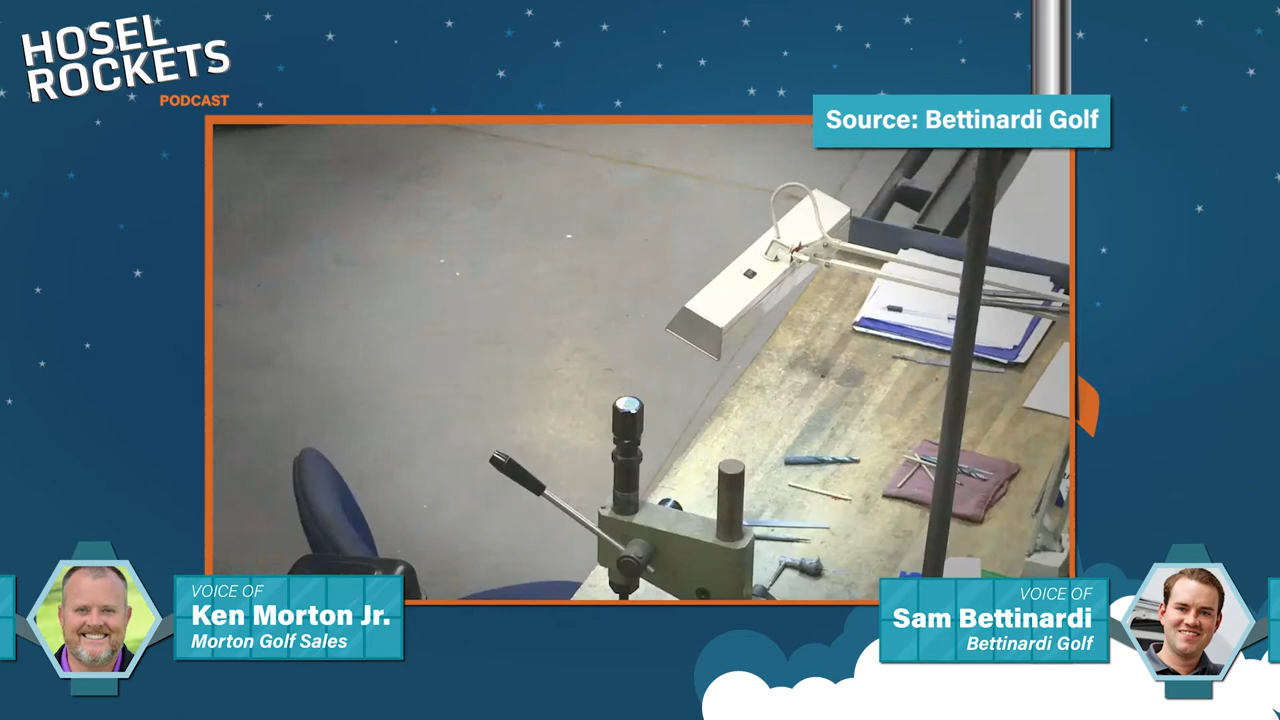 HOSEL
ROCKETS
PODCAST
Source: Bettinardi Golf
VOICE OF
Ken Morton Jr.
Morton Golf Sales
VOICE OF
Sam Bettinardi
Bettinardi Golf